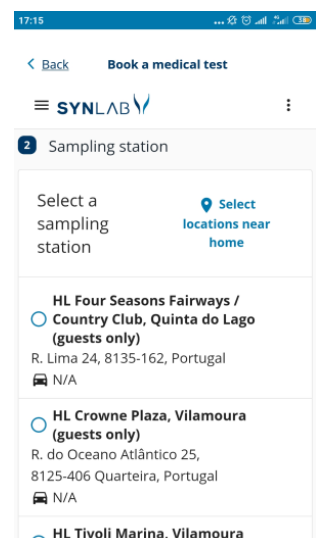 17:15
...
Back Book a medical test
SYNLAB
2 Sampling station
Select a
sampling
station
Select
locations near
home
HL Four Seasons Fairways /
Country Club, Quinta do Lago
(guests only)
R. Lima 24, 8135-162, Portugal
N/A
HL Crowne Plaza, Vilamoura
(guests only)
R. do Oceano Atlântico 25,
8125-406 Quarteira, Portugal
N/A
HL Tivoli Marina, Vilamoura